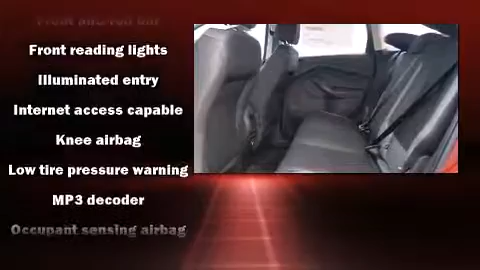 Front reading lights
Illuminated entry
Internet access capable
Knee airbag
Low tire pressure warning
MP3 decoder
Occupant sensing airbag